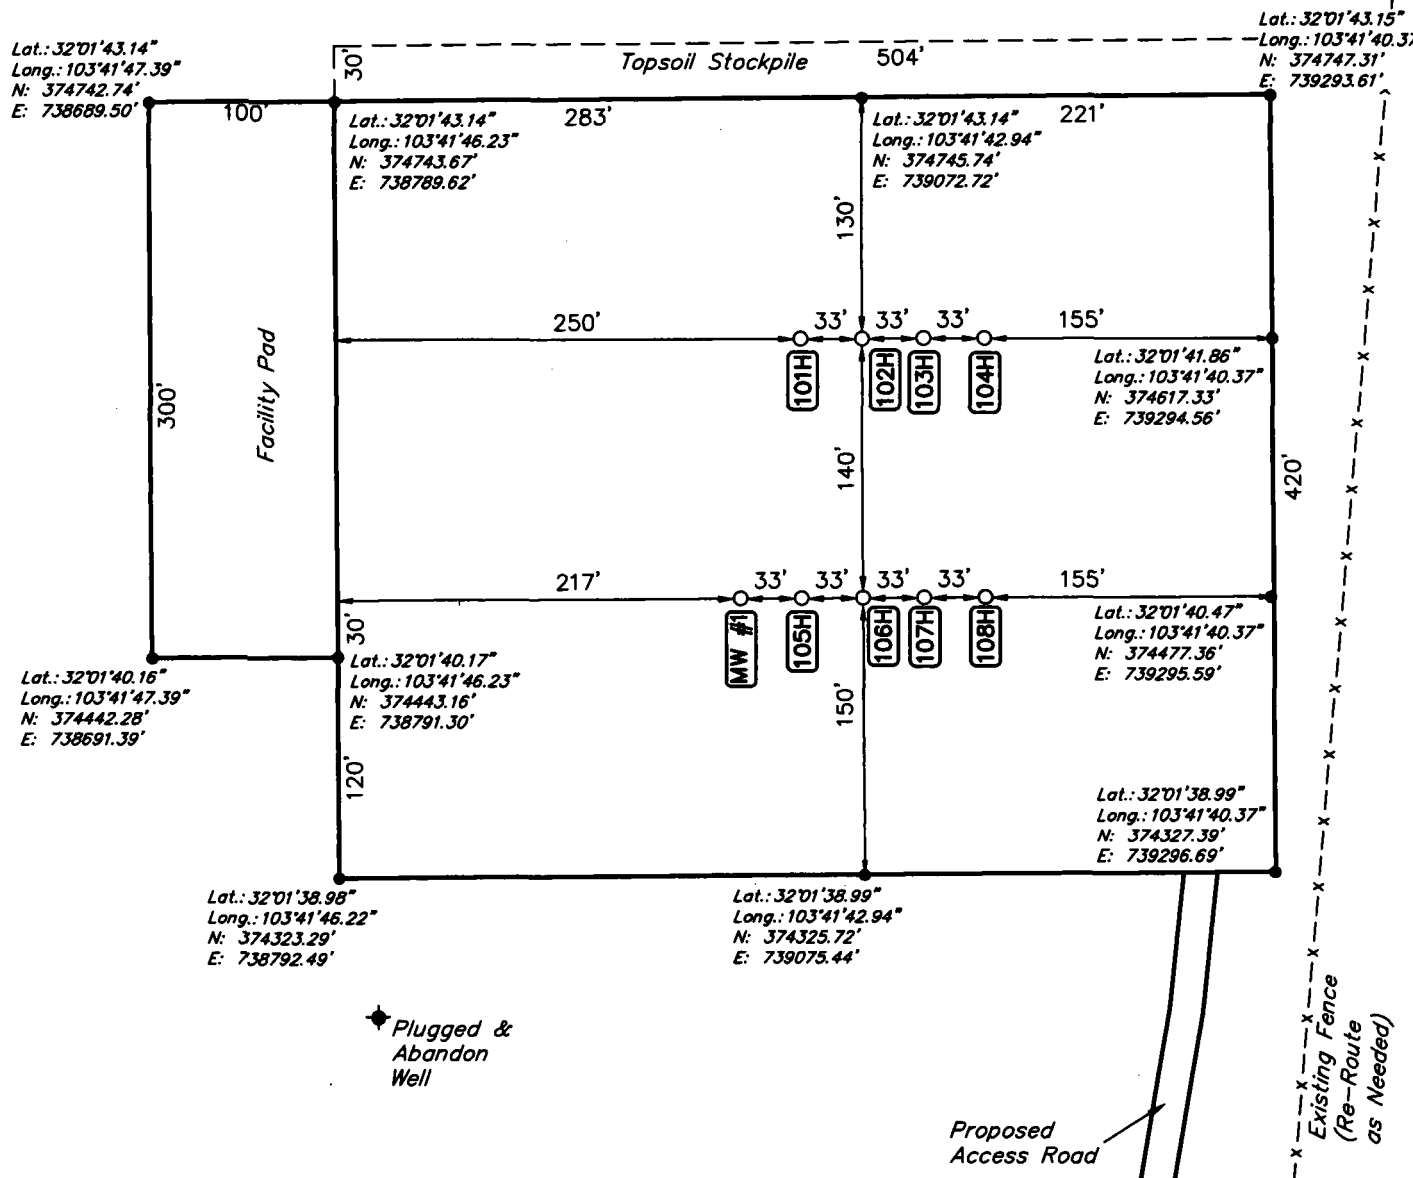 Lat.: 32°01'43.14"
Long.: 103°41'47.39"
N: 374742.74'
E: 738689.50'
30'
Topsoil Stockpile
504'
Lat.: 32°01'43.15"
Long.: 103°41'40.37
N: 374747.31'
E: 739293.61'
100'
283'
221'
Lat.: 32°01'43.14"
Long.: 103°41'46.23"
N: 374743.67'
E: 738789.62'
Lat.: 32°01'43.14"
Long.: 103°41'42.94"
N: 374745.74'
E: 739072.72'
130'
300'
Facility Pad
250'
33'
33'
33'
155'
101H
102H
103H
104H
Lat.: 32°01'41.86"
Long.: 103°41'40.37"
N: 374617.33'
E: 739294.56'
140'
420'
217'
33'
33'
33'
33'
155'
30'
MW #1
105H
106H
107H
108H
Lat.: 32°01'40.47"
Long.: 103°41'40.37"
N: 374477.36'
E: 739295.59'
Lat.: 32°01'40.16"
Long.: 103°41'47.39"
N: 374442.28'
E: 738691.39'
Lat.: 32°01'40.17"
Long.: 103°41'46.23"
N: 374443.16'
E: 738791.30'
150'
120'
Lat.: 32°01'38.99"
Long.: 103°41'40.37"
N: 374327.39'
E: 739296.69'
Lat.: 32°01'38.98"
Long.: 103°41'46.22"
N: 374323.29'
E: 738792.49'
Lat.: 32°01'38.99"
Long.: 103°41'42.94"
N: 374325.72'
E: 739075.44'
Plugged &
Abandon
Well
Proposed
Access Road
Existing Fence
(Re-Route
as Needed)